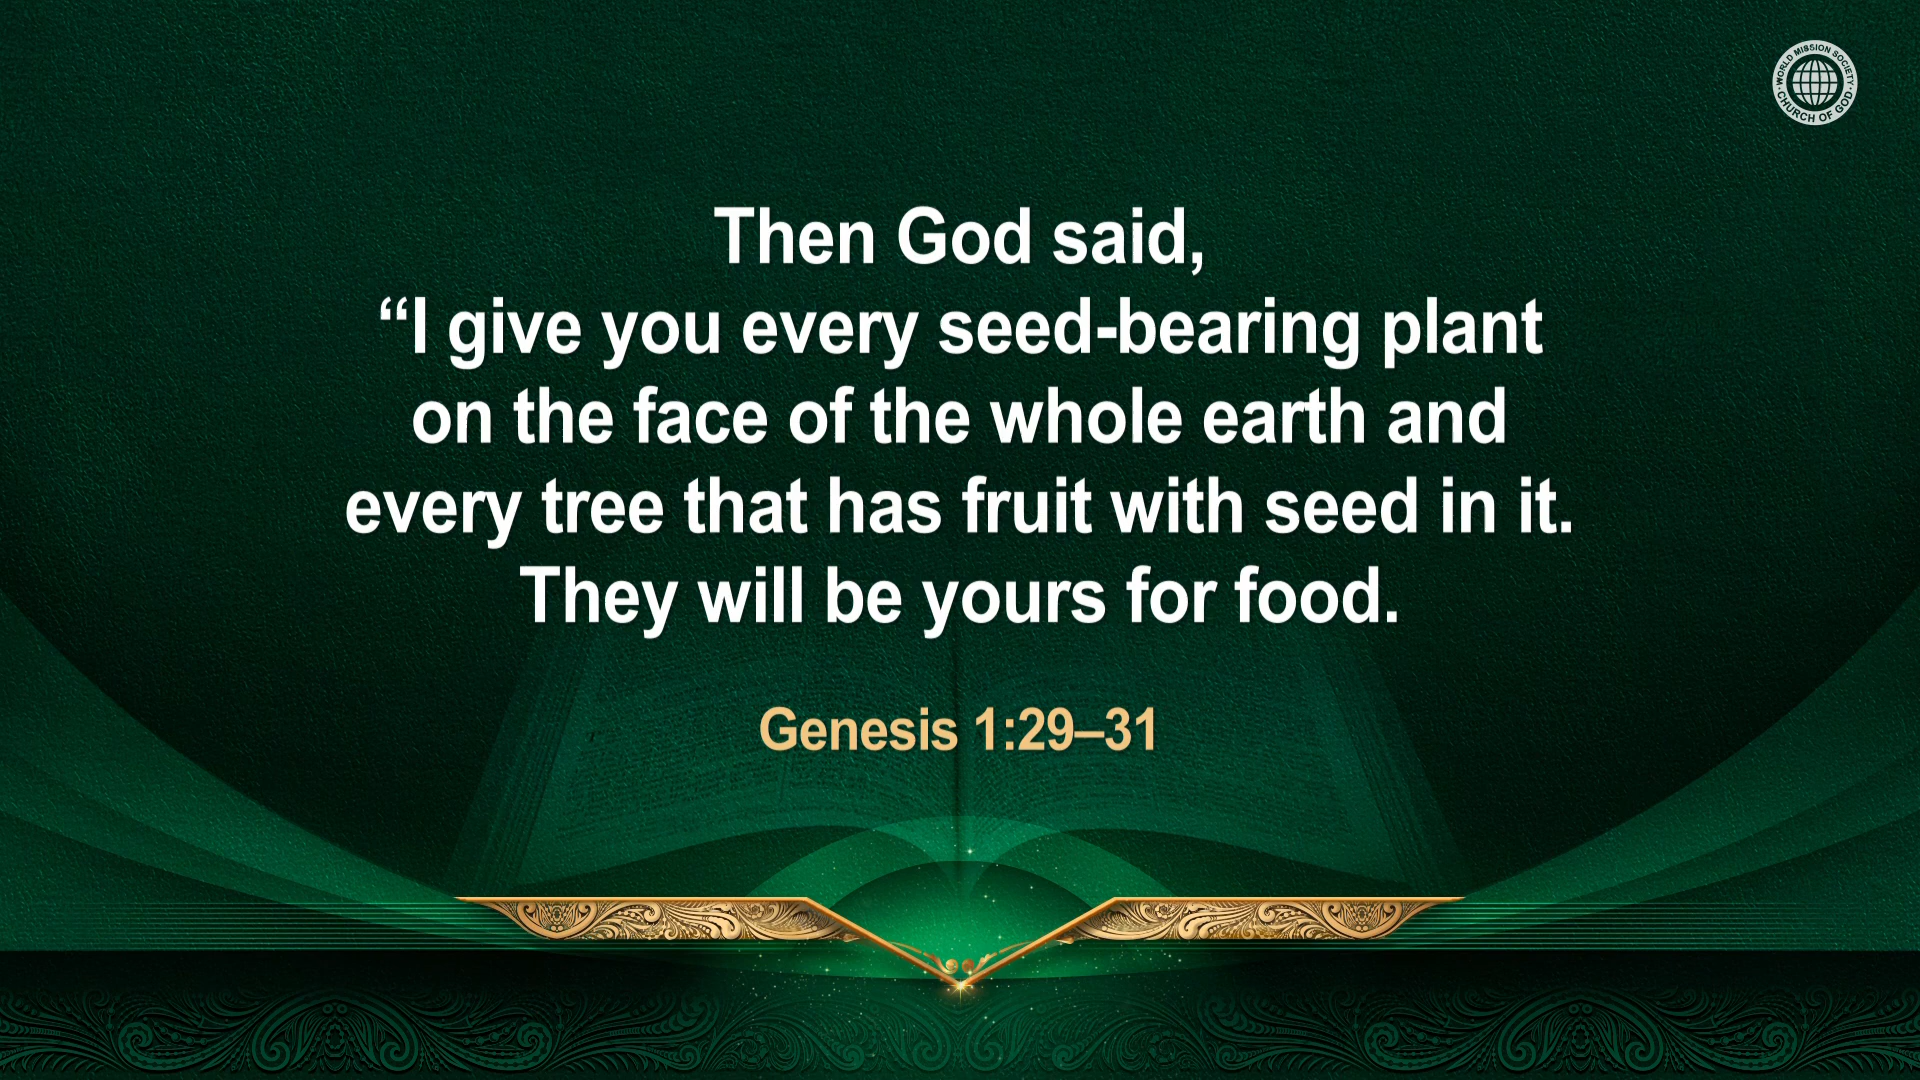 WORLD MISSION SOCIETY
CHURCH OF GOD
Then God said,
“I give you every seed-bearing plant
on the face of the whole earth and
every tree that has fruit with seed in it.
They will be yours for food.
Genesis 1:29–31